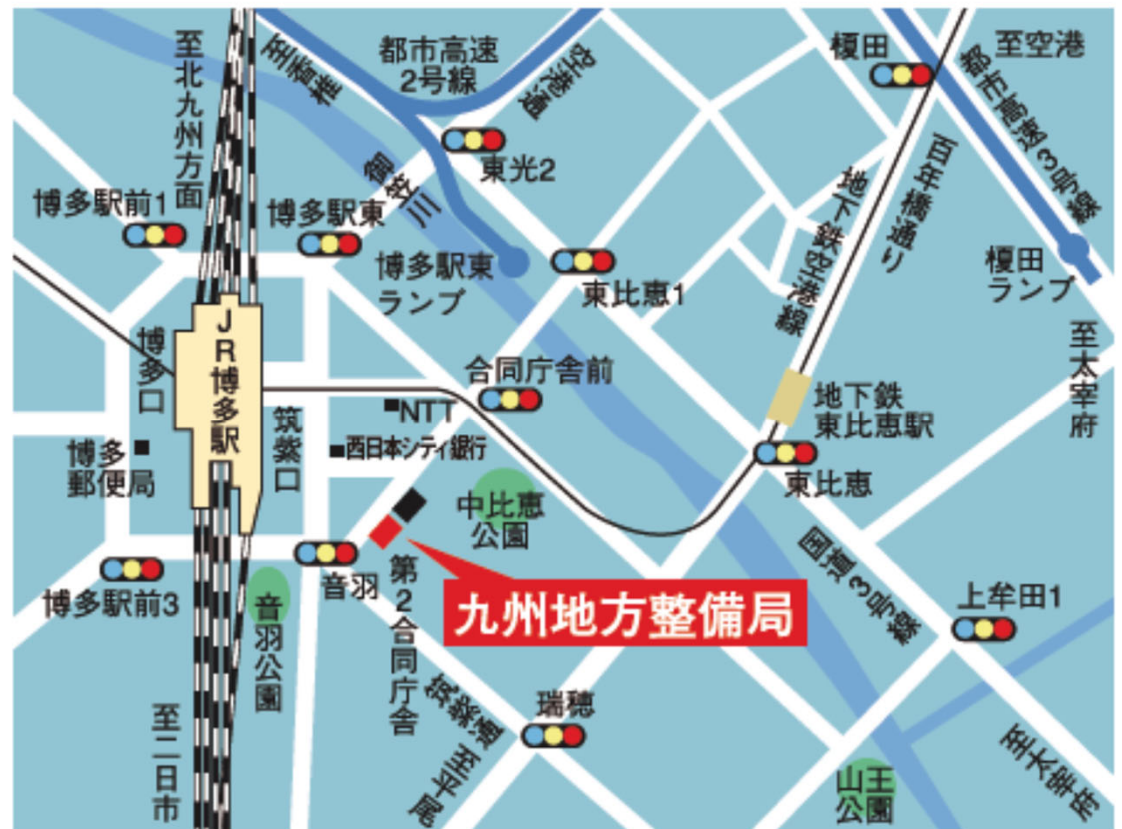 至北九州方面
至香椎
都市高速
2号線
空港通
榎田
至空港
都市高速3号線
東光2
御笠川
百年橋通り
地下鉄空港線
博多駅前1
博多駅東
博多駅東
ランプ
東比恵1
榎田
ランプ
至太宰府
JR博多駅
博多口
筑紫口
合同庁舎前
NTT
西日本シティ銀行
地下鉄
東比恵駅
博多
郵便局
中比恵
公園
東比恵
国道3号線
博多駅前3
音羽
音羽公園
第2合同庁舎
九州地方整備局
上牟田1
至二日市
筑紫通
至平尾
瑞穂
山王
公園
至太宰府